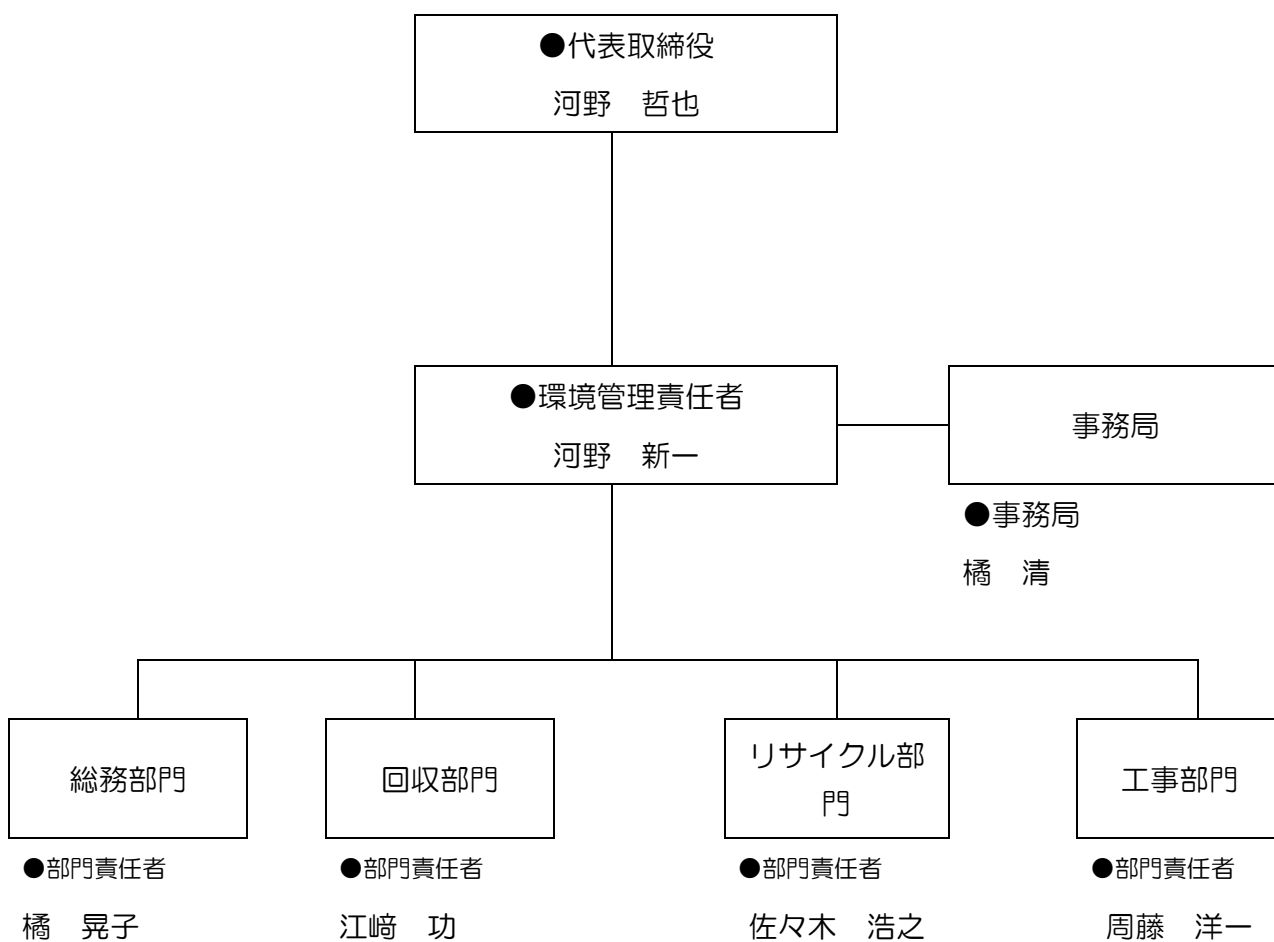 ●代表取締役
河野　哲也
●環境管理責任者
河野　新一
事務局
●事務局
橘　清
総務部門
回収部門
リサイクル部
門
工事部門
●部門責任者
橘　晃子
●部門責任者
江﨑　功
●部門責任者
佐々木　浩之
●部門責任者
周藤　洋一